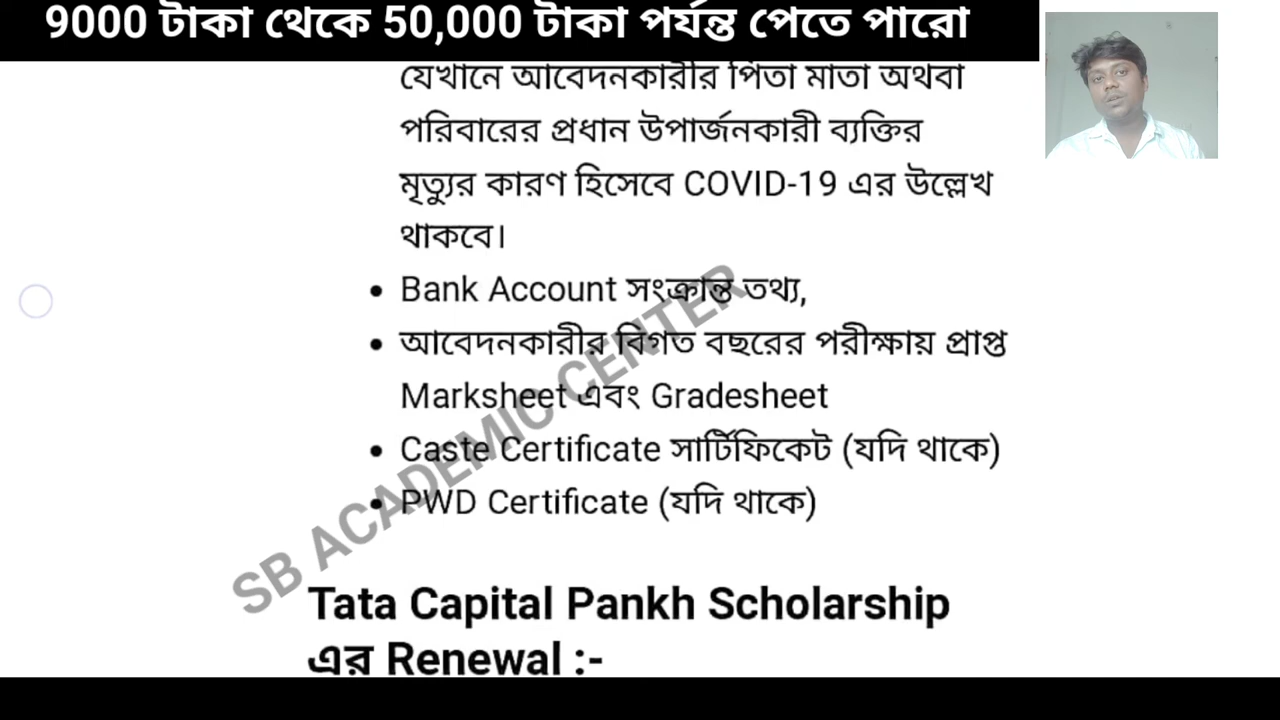 9000 টাকা থেকে 50,000 টাকা পর্যন্ত পেতে পারো
যেখানে আবেদনকারীর পিতা মাতা অথবা
পরিবারের প্রধান উপার্জনকারী ব্যক্তির
মৃত্যুর কারণ হিসেবে COVID-19 এর উল্লেখ
থাকবে।
• Bank Account সংক্রান্ত তথ্য,
• আবেদনকারীর বিগত বছরের পরীক্ষায় প্রাপ্ত
Marksheet এবং Gradesheet
• Caste Certificate সার্টিফিকেট (যদি থাকে)
• PWD Certificate (যদি থাকে)
SB ACADEMIC CENTER
Tata Capital Pankh Scholarship
এর Renewal :-